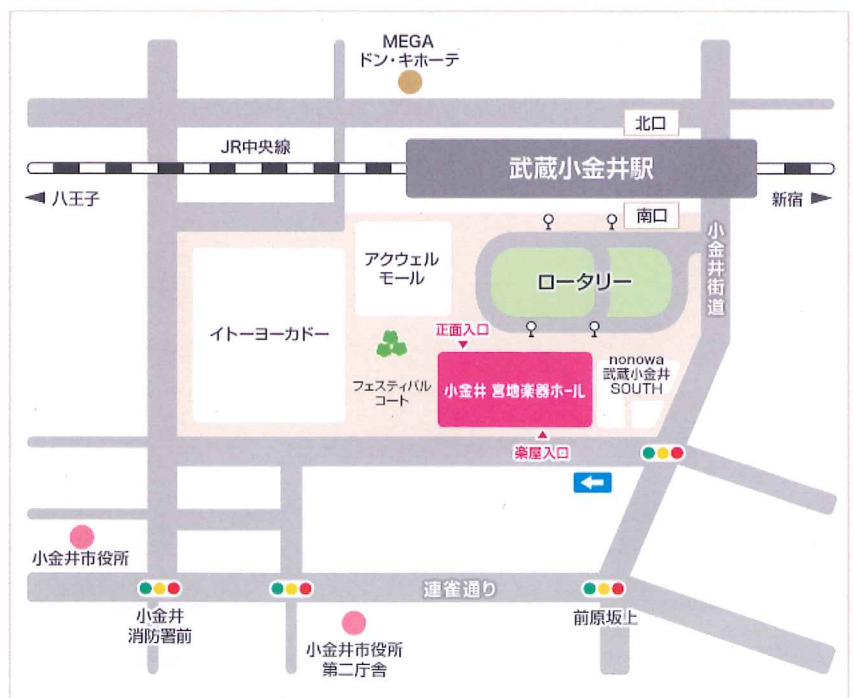 MEGA
ドン・キホーテ
北口
JR中央線
武蔵小金井駅
八王子
新宿
南口
小金井街道
アクウェル
モール
ロータリー
イトーヨーカドー
正面入口
フェスティバル
コート
小金井 宮地楽器ホール
nonowa
武蔵小金井
SOUTH
楽屋入口
小金井市役所
連雀通り
小金井
消防署前
前原坂上
小金井市役所
第二庁舎